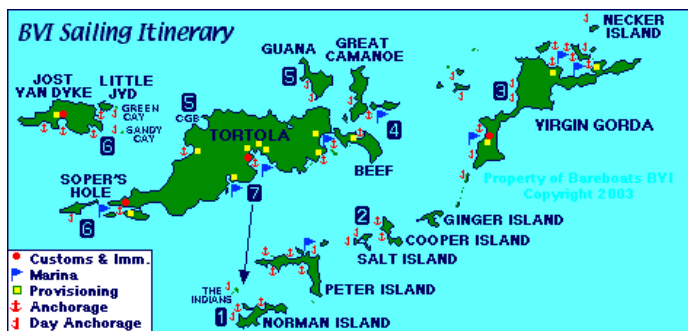 BVI Sailing Itinerary
NECKER
ISLAND
GUANA
GREAT
CAMANOE
JOST
VAN DYKE
LITTLE
JYD
GREEN
CAY
SANDY
CAY
5
5
CGB
3
4
6
TORTOLA
VIRGIN GORDA
BEEF
SOPER'S
HOLE
6
7
Property of Bareboats BVI
Copyright 2003
2
GINGER ISLAND
COOPER ISLAND
SALT ISLAND
PETER ISLAND
THE
INDIANS
1
NORMAN ISLAND
Customs & Imm.
Marina
Provisioning
Anchorage
Day Anchorage